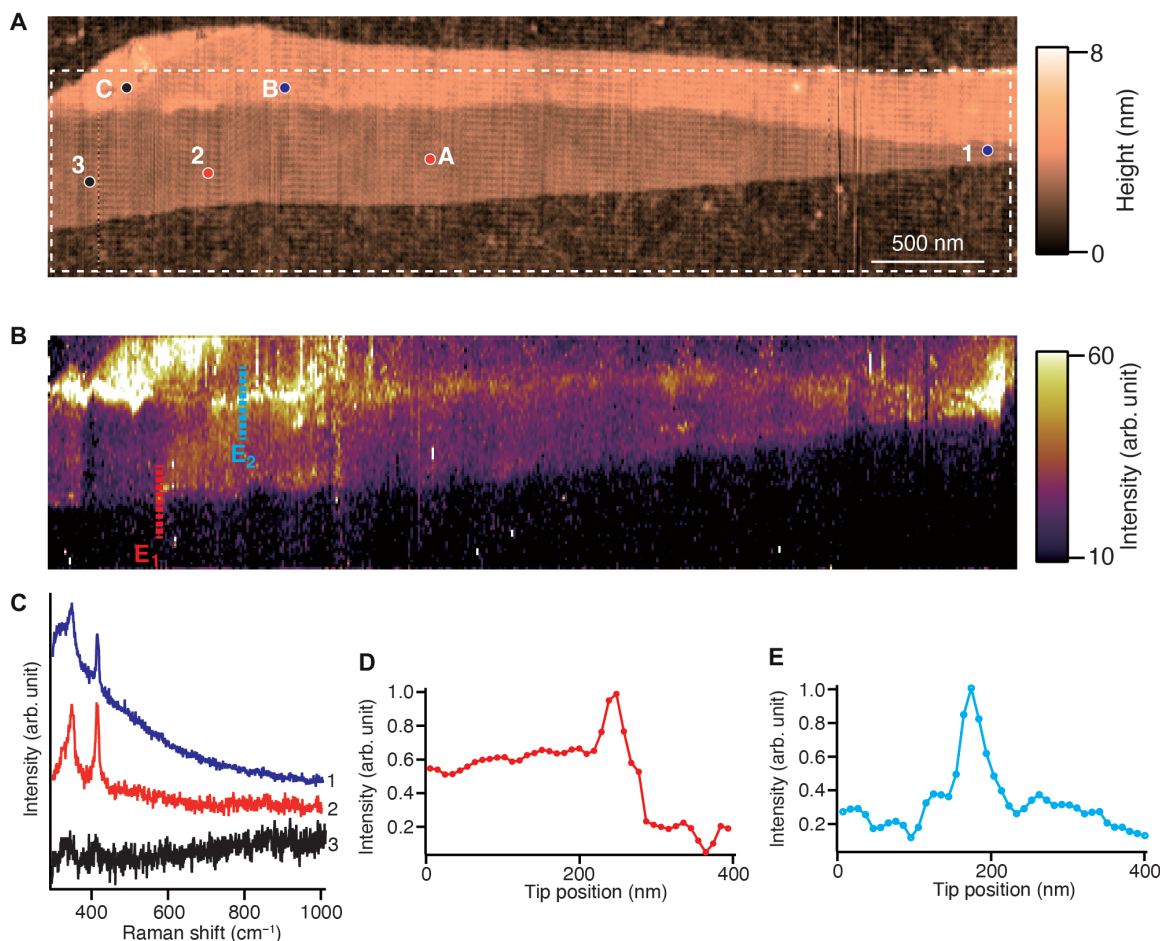 A
C
B
3
2
A
1
500 nm
8
0
Height (nm)
B
E2
E1
60
10
Intensity (arb. unit)
C
Intensity (arb. unit)
1
2
3
400 600 800 1000
Raman shift (cm⁻¹)
D
Intensity (arb. unit)
1.0
0.8
0.6
0.4
0.2
0 200 400
Tip position (nm)
E
Intensity (arb. unit)
1.0
0.8
0.6
0.4
0.2
0 200 400
Tip position (nm)